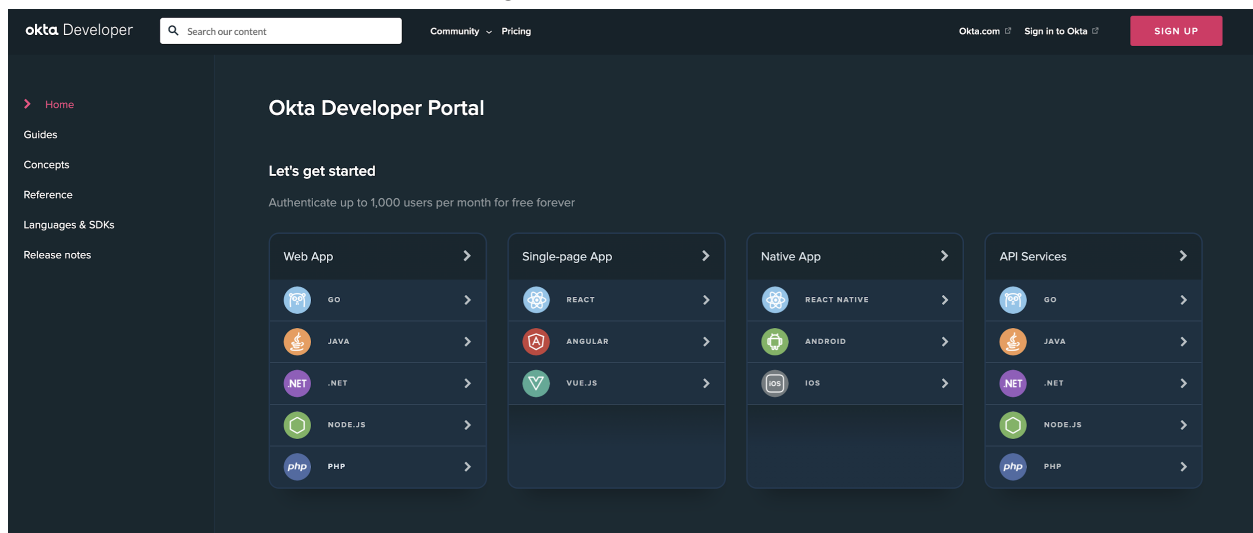 okta Developer
Search our content
Community
Pricing
Okta.com
Sign in to Okta
SIGN UP
Home
Guides
Concepts
Reference
Languages & SDKs
Release notes
Okta Developer Portal
Let's get started
Authenticate up to 1,000 users per month for free forever
Web App
GO
JAVA
.NET .NET
NODE.JS
php PHP
Single-page App
REACT
ANGULAR
VUE.JS
Native App
REACT NATIVE
ANDROID
iOS IOS
API Services
GO
JAVA
.NET .NET
NODE.JS
php PHP